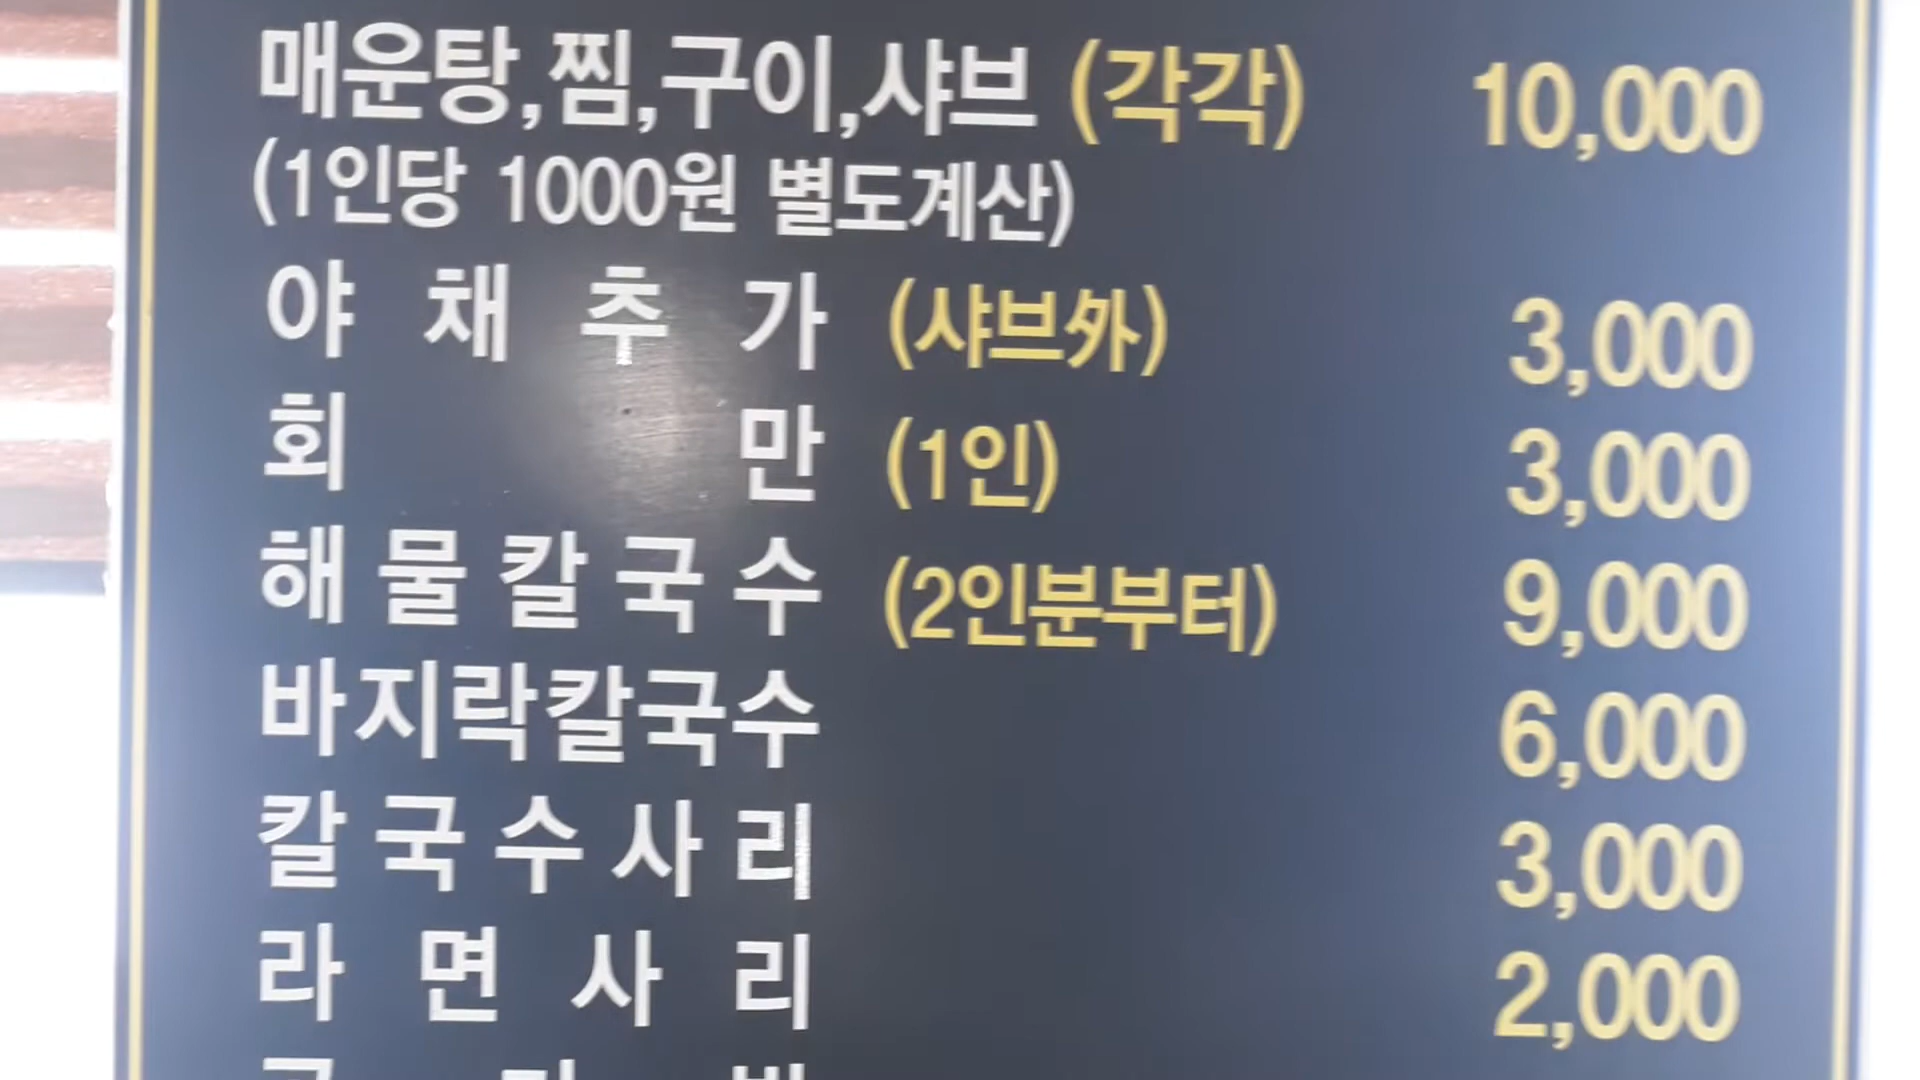 매운탕,찜,구이,샤브 (각각) 10,000
(1인당 1000원 별도계산)
야채추가 (샤브外) 3,000
회만 (1인) 3,000
해물칼국수 (2인분부터) 9,000
바지락칼국수 6,000
칼국수사리 3,000
라면사리 2,000